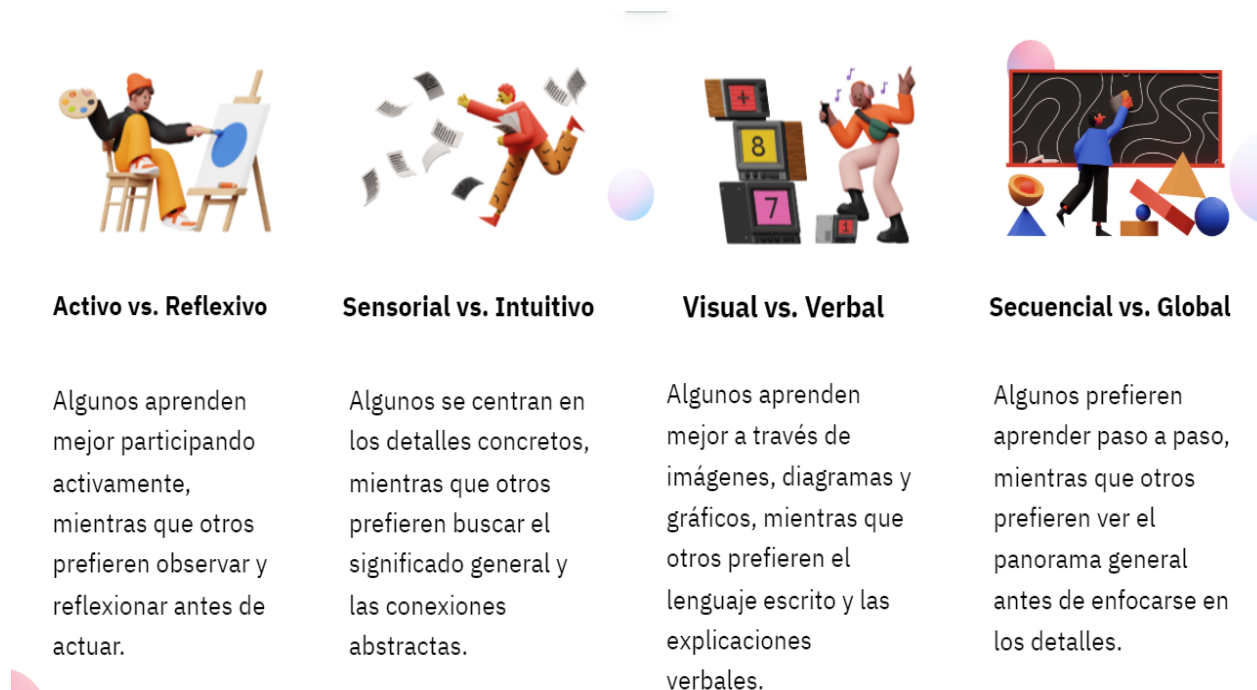 Activo vs. Reflexivo
Algunos aprenden
mejor participando
activamente,
mientras que otros
prefieren observar y
reflexionar antes de
actuar.
Sensorial vs. Intuitivo
Algunos se centran en
los detalles concretos,
mientras que otros
prefieren buscar el
significado general y
las conexiones
abstractas.
+
8
7
1
Visual vs. Verbal
Algunos aprenden
mejor a través de
imágenes, diagramas y
gráficos, mientras que
otros prefieren el
lenguaje escrito y las
explicaciones
verbales.
Secuencial vs. Global
Algunos prefieren
aprender paso a paso,
mientras que otros
prefieren ver el
panorama general
antes de enfocarse en
los detalles.